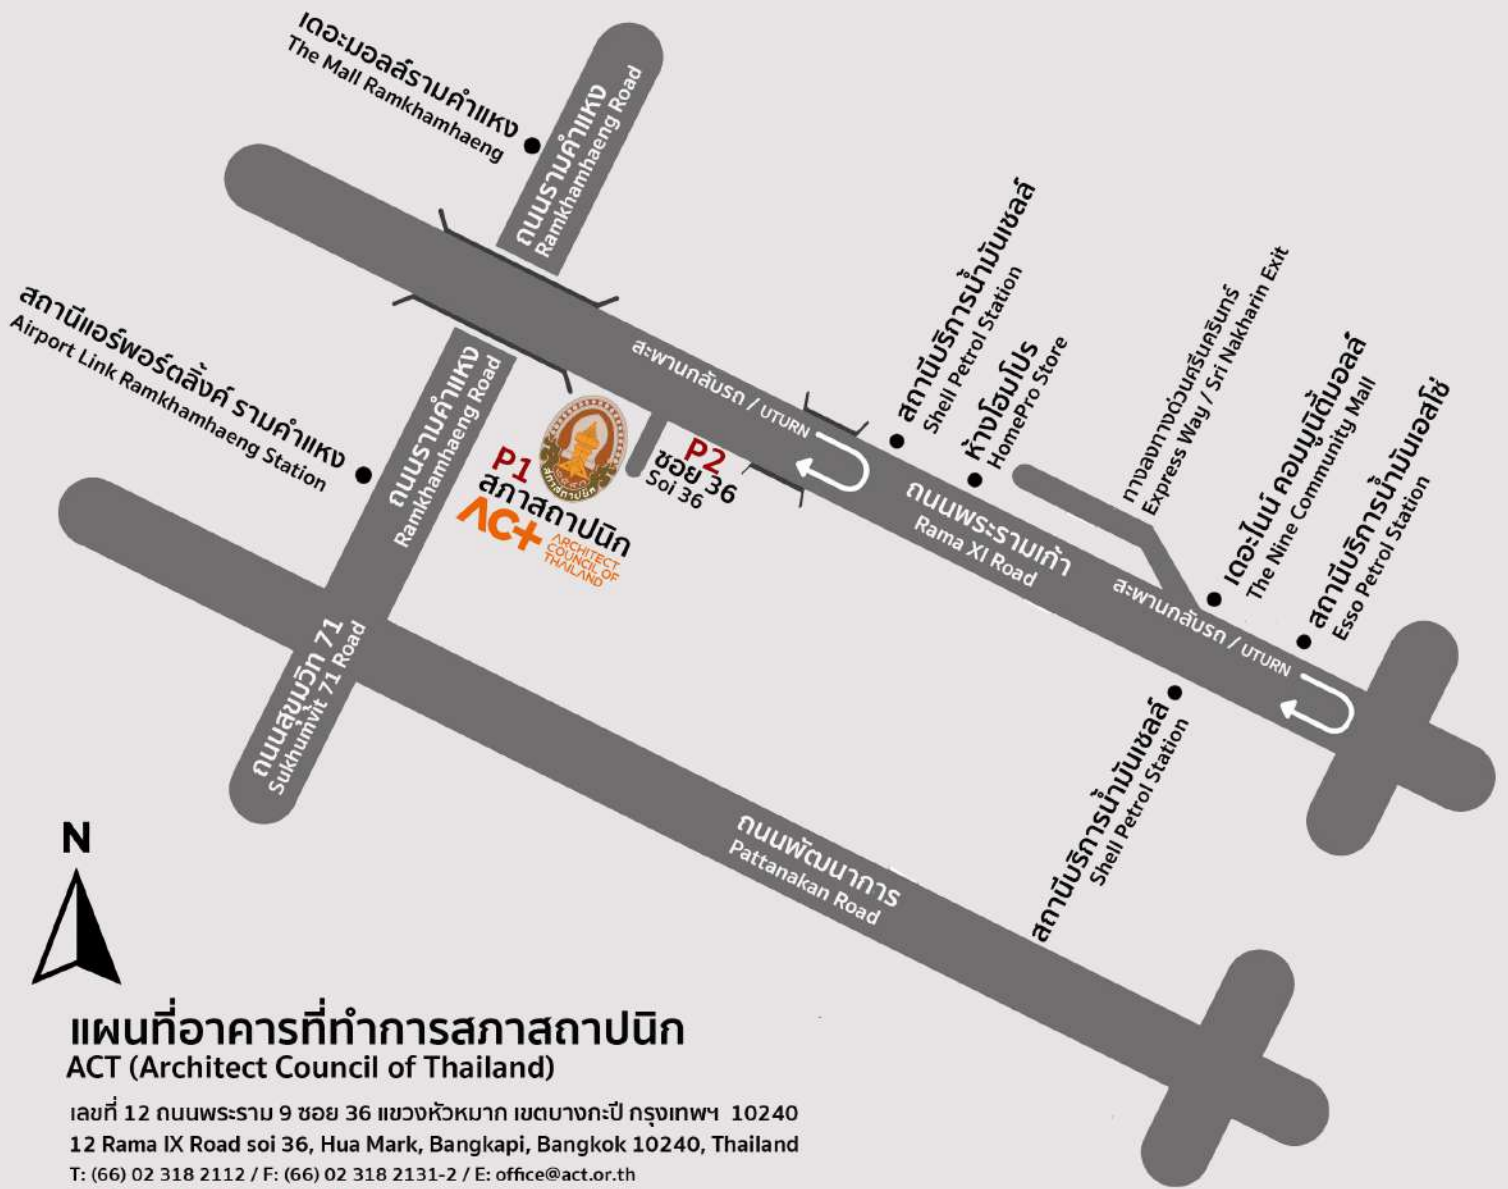 เดอะมอลล์รามคำแหง
The Mall Ramkhamhaeng
ถนนรามคำแหง
Ramkhamhaeng Road
สถานีแอร์พอร์ตลิ้งค์ รามคำแหง
Airport Link Ramkhamhaeng Station
ถนนรามคำแหง
Ramkhamhaeng Road
สภาสถาปนิก
P1
สภาสถาปนิก
ACT
ARCHITECT
COUNCIL OF
THAILAND
P2
ซอย 36
Soi 36
สะพานกลับรถ / UTURN
สถานีบริการน้ำมันเชลล์
Shell Petrol Station
ห้างโฮมโปร
HomePro Store
ถนนพระรามเก้า
Rama XI Road
ทางลงทางด่วนศรีนครินทร์
Express Way / Sri Nakharin Exit
สะพานกลับรถ / UTURN
เดอะไนน์ คอมมูนิตี้มอลล์
The Nine Community Mall
สถานีบริการน้ำมันเอสโซ่
Esso Petrol Station
สถานีบริการน้ำมันเชลล์
Shell Petrol Station
ถนนสุขุมวิท 71
Sukhumvit 71 Road
ถนนพัฒนาการ
Pattanakan Road
N
แผนที่อาคารที่ทำการสภาสถาปนิก
ACT (Architect Council of Thailand)
เลขที่ 12 ถนนพระราม 9 ซอย 36 แขวงหัวหมาก เขตบางกะปี กรุงเทพฯ 10240
12 Rama IX Road soi 36, Hua Mark, Bangkapi, Bangkok 10240, Thailand
T: (66) 02 318 2112 / F: (66) 02 318 2131-2 / E: office@act.or.th